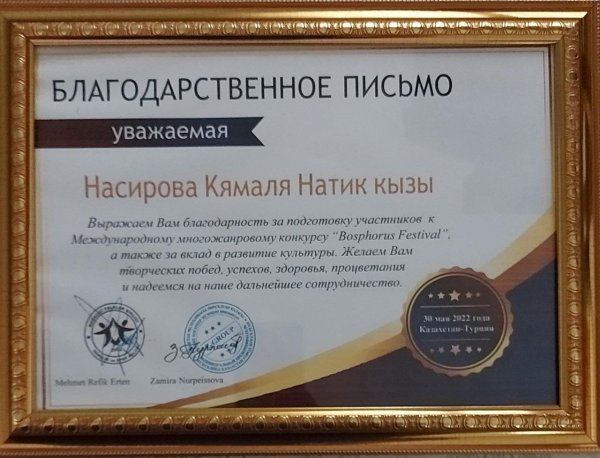 БЛАГОДАРСТВЕННОЕ ПИСЬМО
уважаемая
Насирова Кямаля Натик кызы
Выражаем Вам благодарность за подготовку участников к
Международному многожанровому конкурсу “Bosphorus Festival”,
а также за вклад в развитие культуры. Желаем Вам
творческих побед, успехов, здоровья, процветания
и надеемся на наше дальнейшее сотрудничество.
30 мая 2022 года
Казахстан-Турция
GROUP
Mehmet Refik Erten
Zamira Nurpeissova